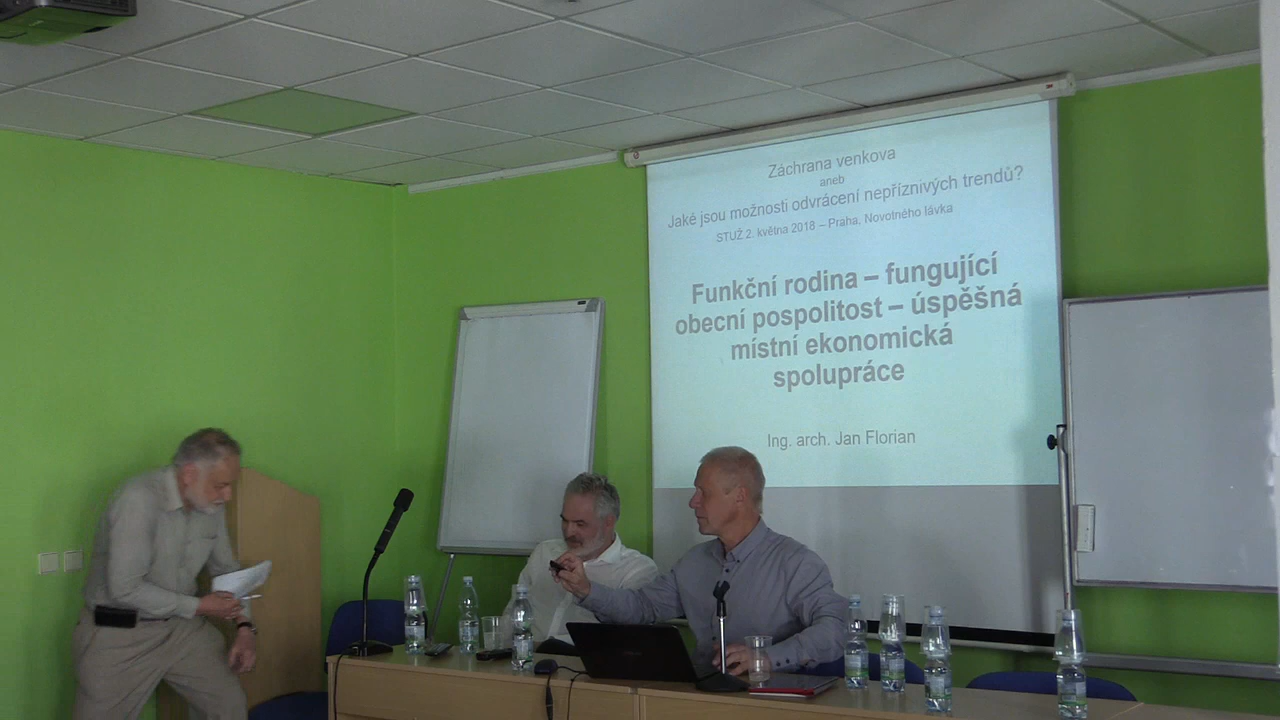 Záchrana venkova
aneb
Jaké jsou možnosti odvrácení nepříznivých trendů?
STUŽ 2. května 2018 – Praha, Novotného lávka
Funkční rodina – fungující
obecní pospolitost – úspěšná
místní ekonomická
spolupráce
Ing. arch. Jan Florian